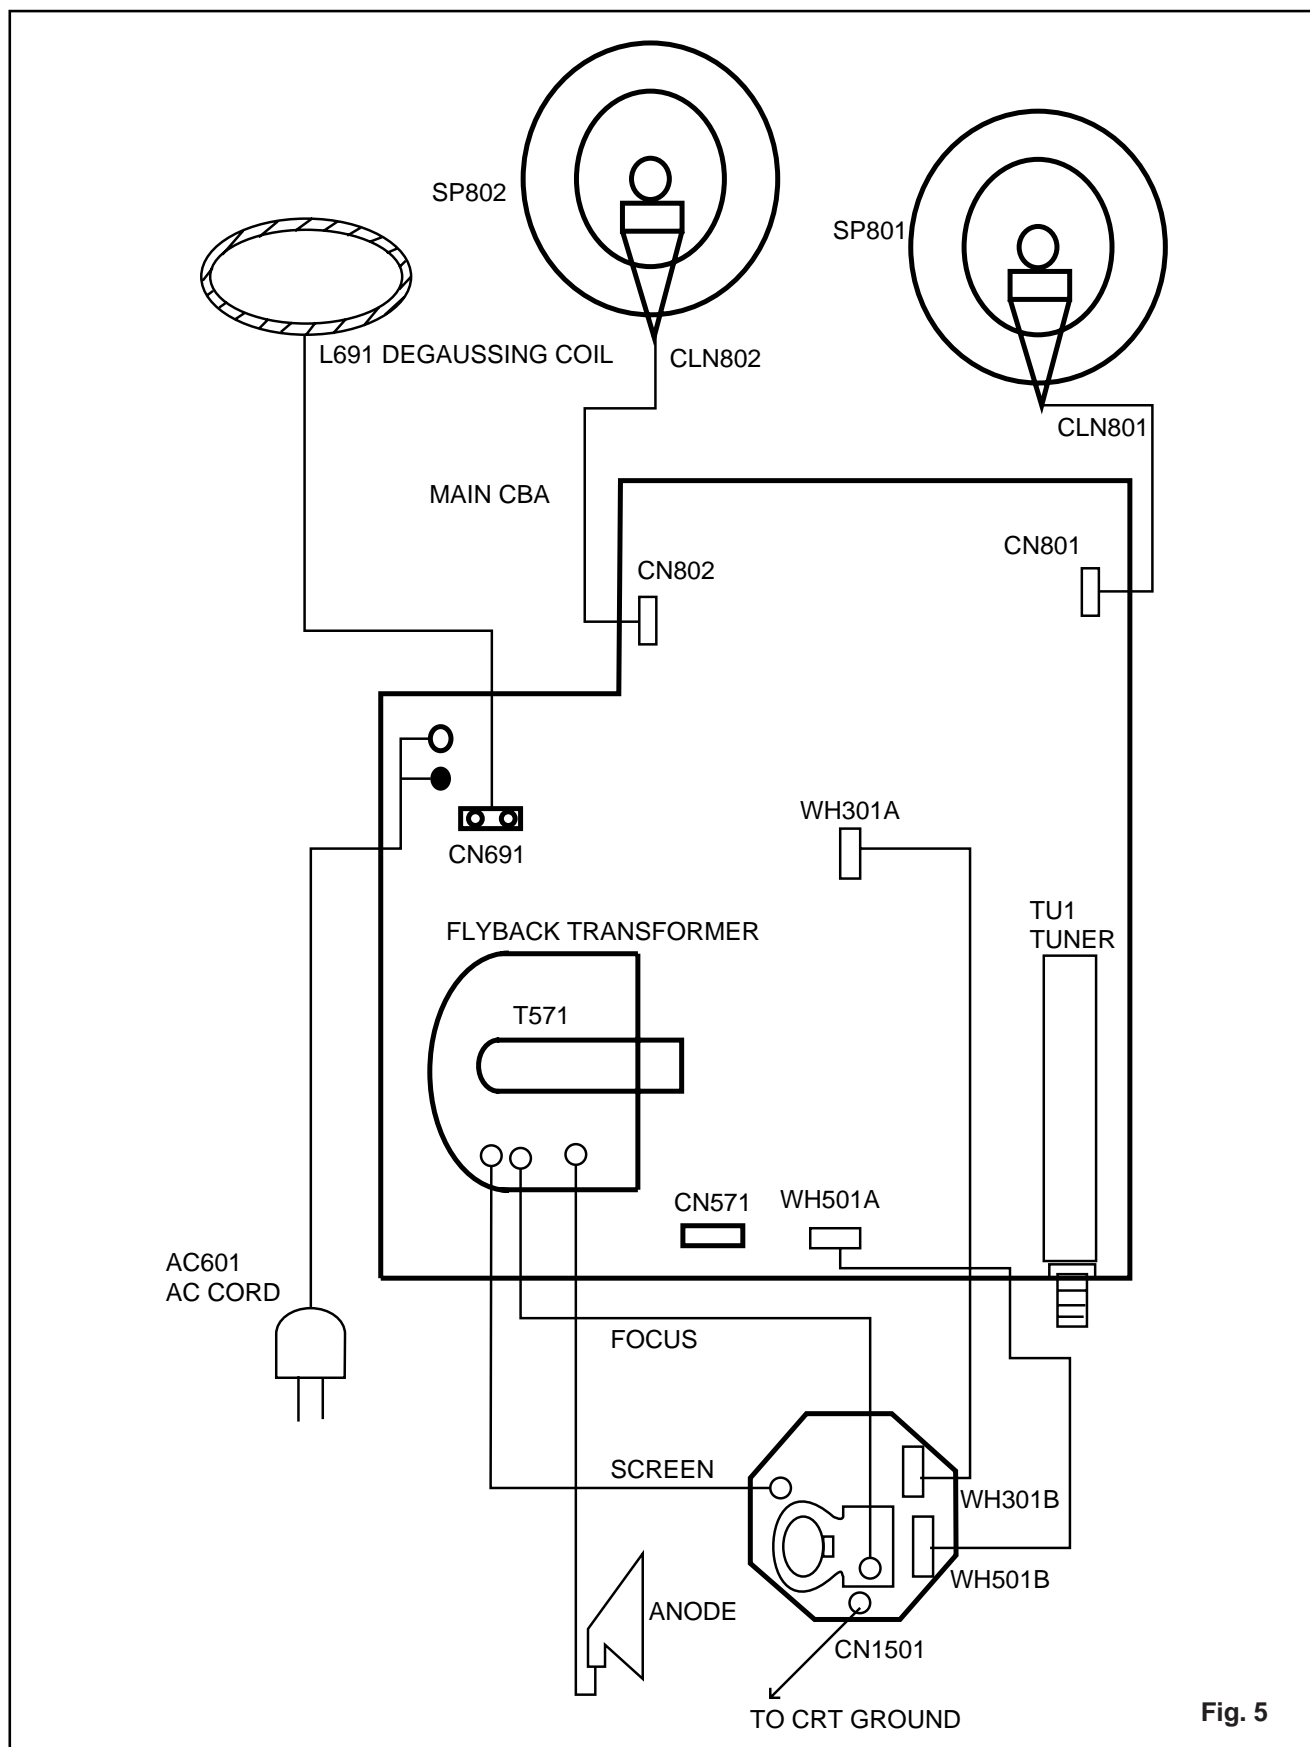 SP802
SP801
L691 DEGAUSSING COIL
CLN802
CLN801
MAIN CBA
CN801
CN802
WH301A
CN691
TU1
TUNER
FLYBACK TRANSFORMER
T571
CN571
WH501A
AC601
AC CORD
FOCUS
SCREEN
WH301B
WH501B
ANODE
CN1501
TO CRT GROUND
Fig. 5